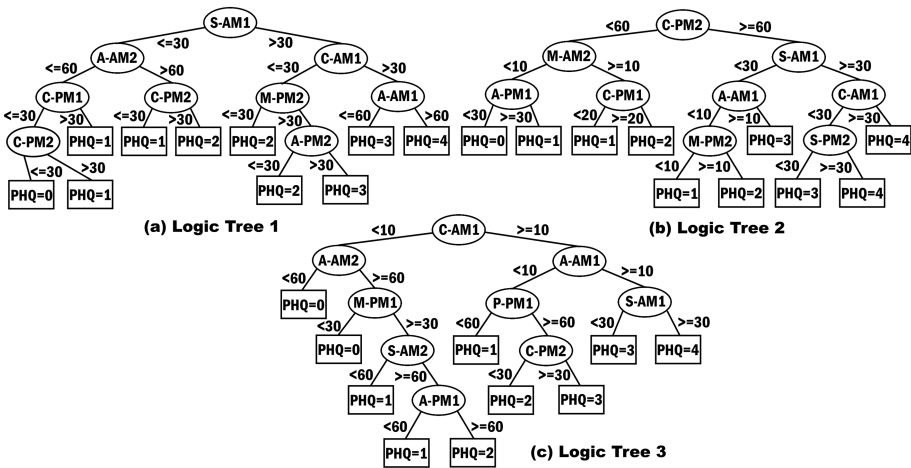 S-AM1
<=30 >30
A-AM2 C-AM1
<=60 >60 <=30 >30
C-PM1 C-PM2 M-PM2 A-AM1
<=30 >30 <=30 >30 <=30 >30 <=60 >60
C-PM2 PHQ=1 PHQ=1 PHQ=2 PHQ=2 A-PM2 PHQ=3 PHQ=4
<=30 >30 <=30 >30
PHQ=0 PHQ=1 PHQ=2 PHQ=3
(a) Logic Tree 1
C-PM2
<60 >=60
M-AM2 S-AM1
<10 >=10 <30 >=30
A-PM1 C-PM1 A-AM1 C-AM1
<30 >=30 <20 >=20 <10 >=10 <30 >=30
PHQ=0 PHQ=1 PHQ=1 PHQ=2 M-PM2 PHQ=3 S-PM2 PHQ=4
<10 >=10 <30 >=30
PHQ=1 PHQ=2 PHQ=3 PHQ=4
(b) Logic Tree 2
C-AM1
<10 >=10
A-AM2 A-AM1
<60 >=60 <10 >=10
PHQ=0 M-PM1 P-PM1 S-AM1
<30 >=30 <60 >=60 <30 >=30
PHQ=0 S-AM2 PHQ=1 C-PM2 PHQ=3 PHQ=4
<60 >=60 <30 >=30
PHQ=1 A-PM1 PHQ=2 PHQ=3
<60 >=60
PHQ=1 PHQ=2
(c) Logic Tree 3